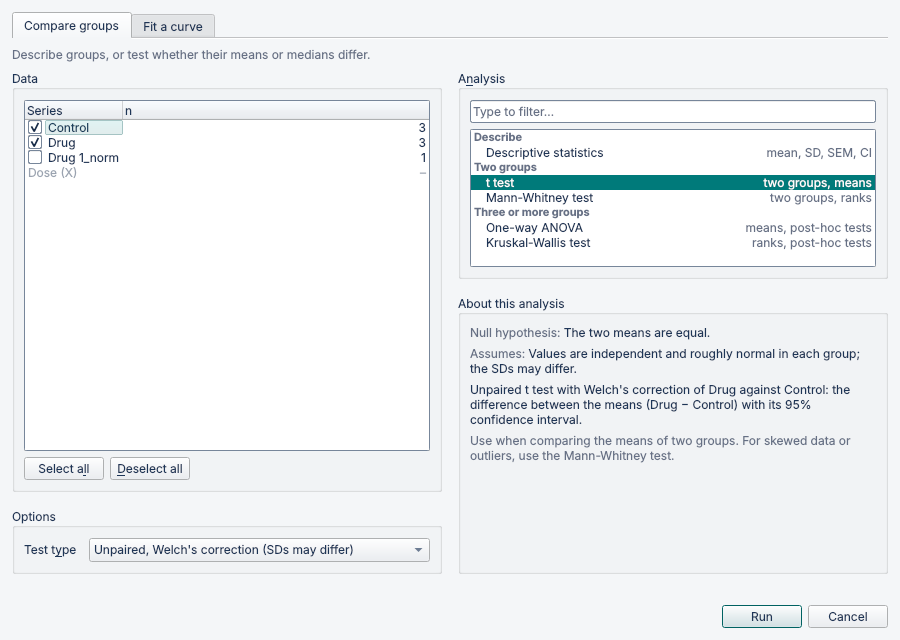 Compare groups
Fit a curve
Describe groups, or test whether their means or medians differ.
Data
Series n
Control 3
Drug 3
Drug 1_norm 1
Dose (X) –
Select all
Deselect all
Options
Test type
Unpaired, Welch's correction (SDs may differ)
Analysis
Type to filter...
Describe
Descriptive statistics mean, SD, SEM, CI
Two groups
t test two groups, means
Mann-Whitney test two groups, ranks
Three or more groups
One-way ANOVA means, post-hoc tests
Kruskal-Wallis test ranks, post-hoc tests
About this analysis
Null hypothesis: The two means are equal.
Assumes: Values are independent and roughly normal in each group;
the SDs may differ.
Unpaired t test with Welch's correction of Drug against Control: the
difference between the means (Drug − Control) with its 95%
confidence interval.
Use when comparing the means of two groups. For skewed data or
outliers, use the Mann-Whitney test.
Run
Cancel